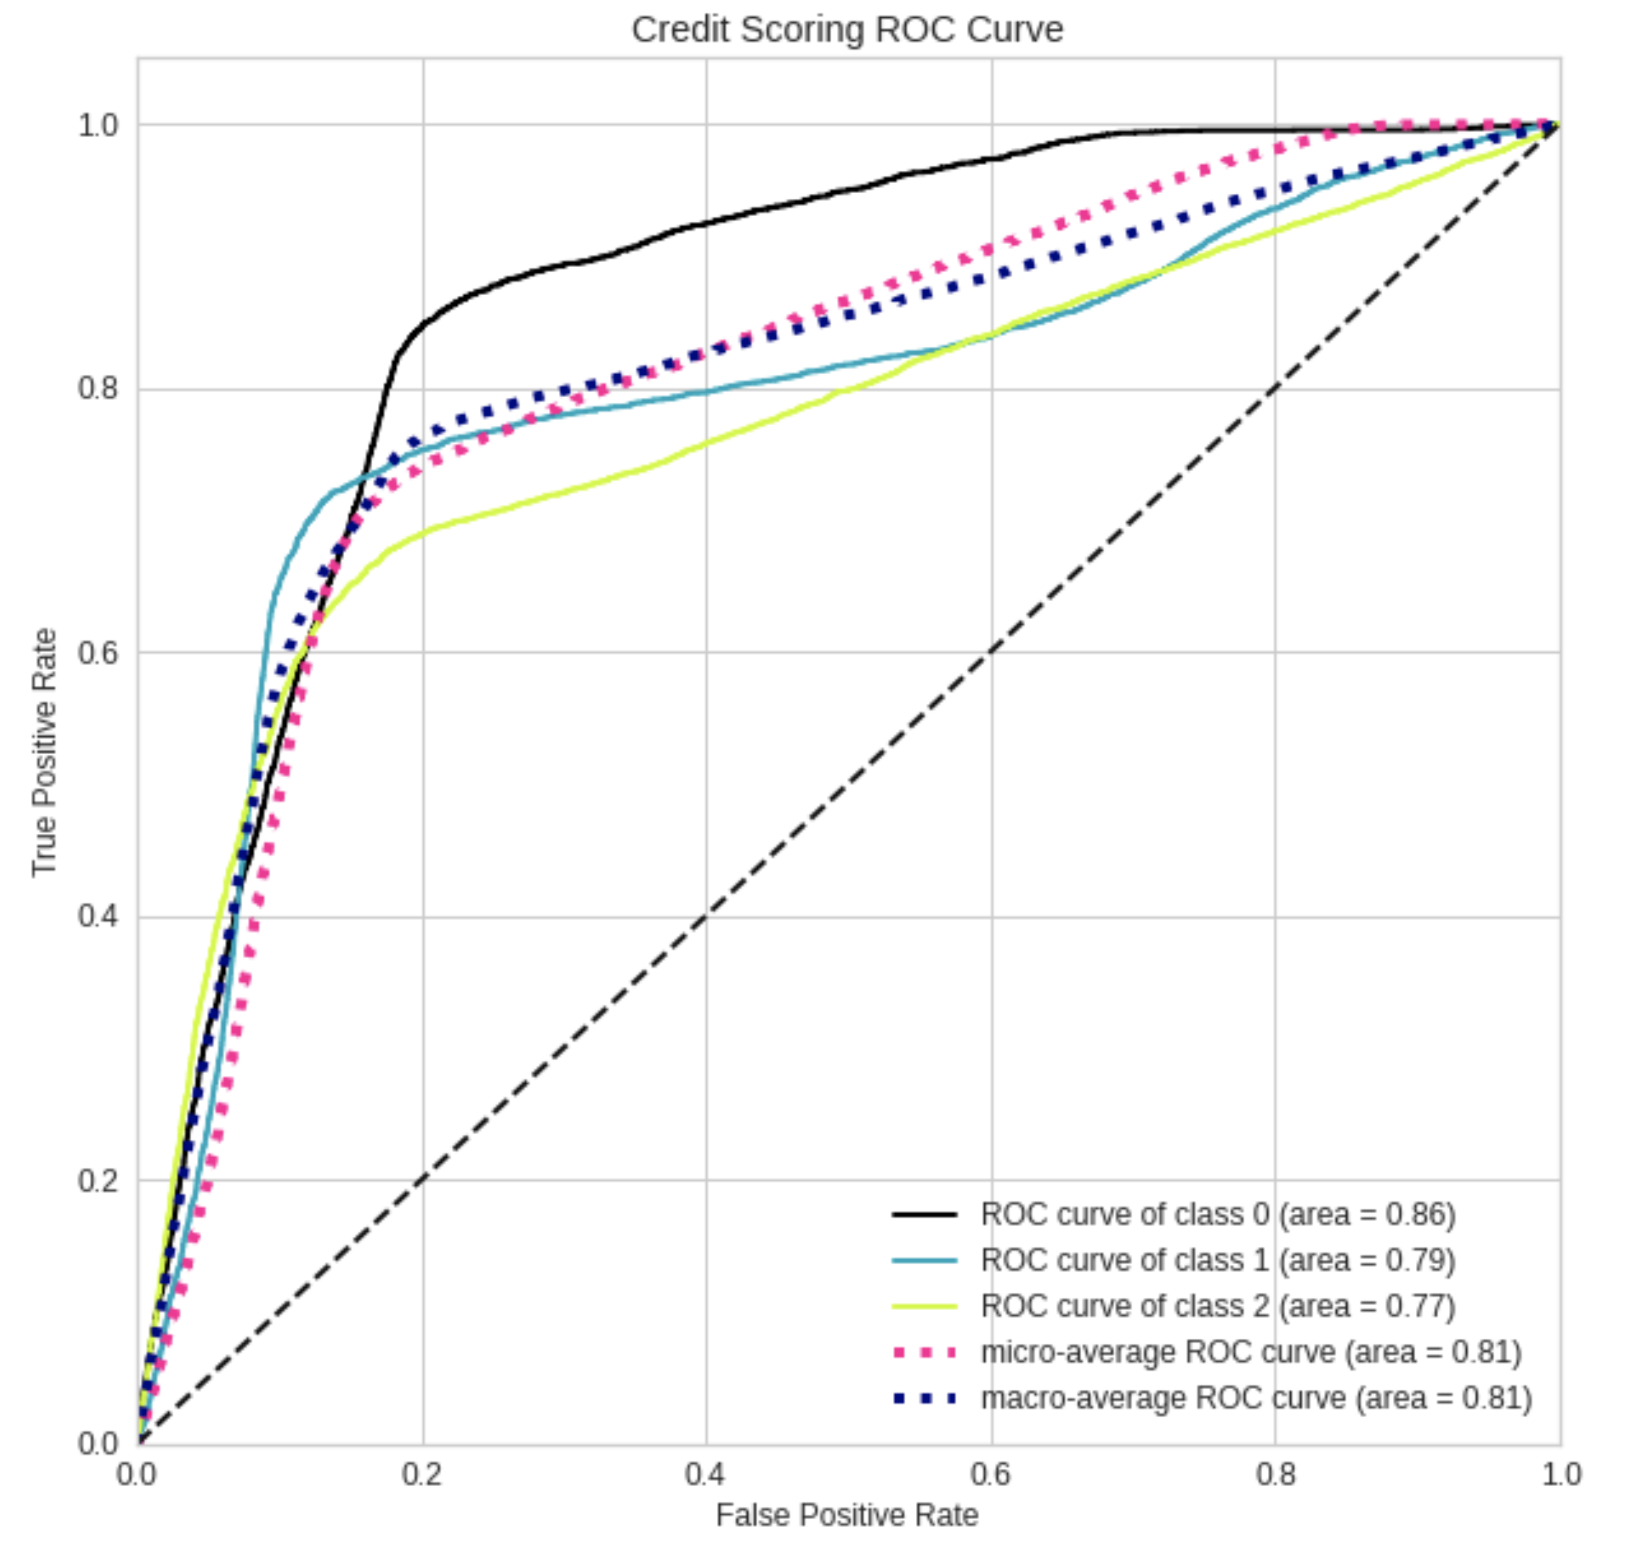 Credit Scoring ROC Curve
1.0
0.8
0.6
0.4
0.2
0.0
True Positive Rate
ROC curve of class 0 (area = 0.86)
ROC curve of class 1 (area = 0.79)
ROC curve of class 2 (area = 0.77)
micro-average ROC curve (area = 0.81)
macro-average ROC curve (area = 0.81)
0.0 0.2 0.4 0.6 0.8 1.0
False Positive Rate